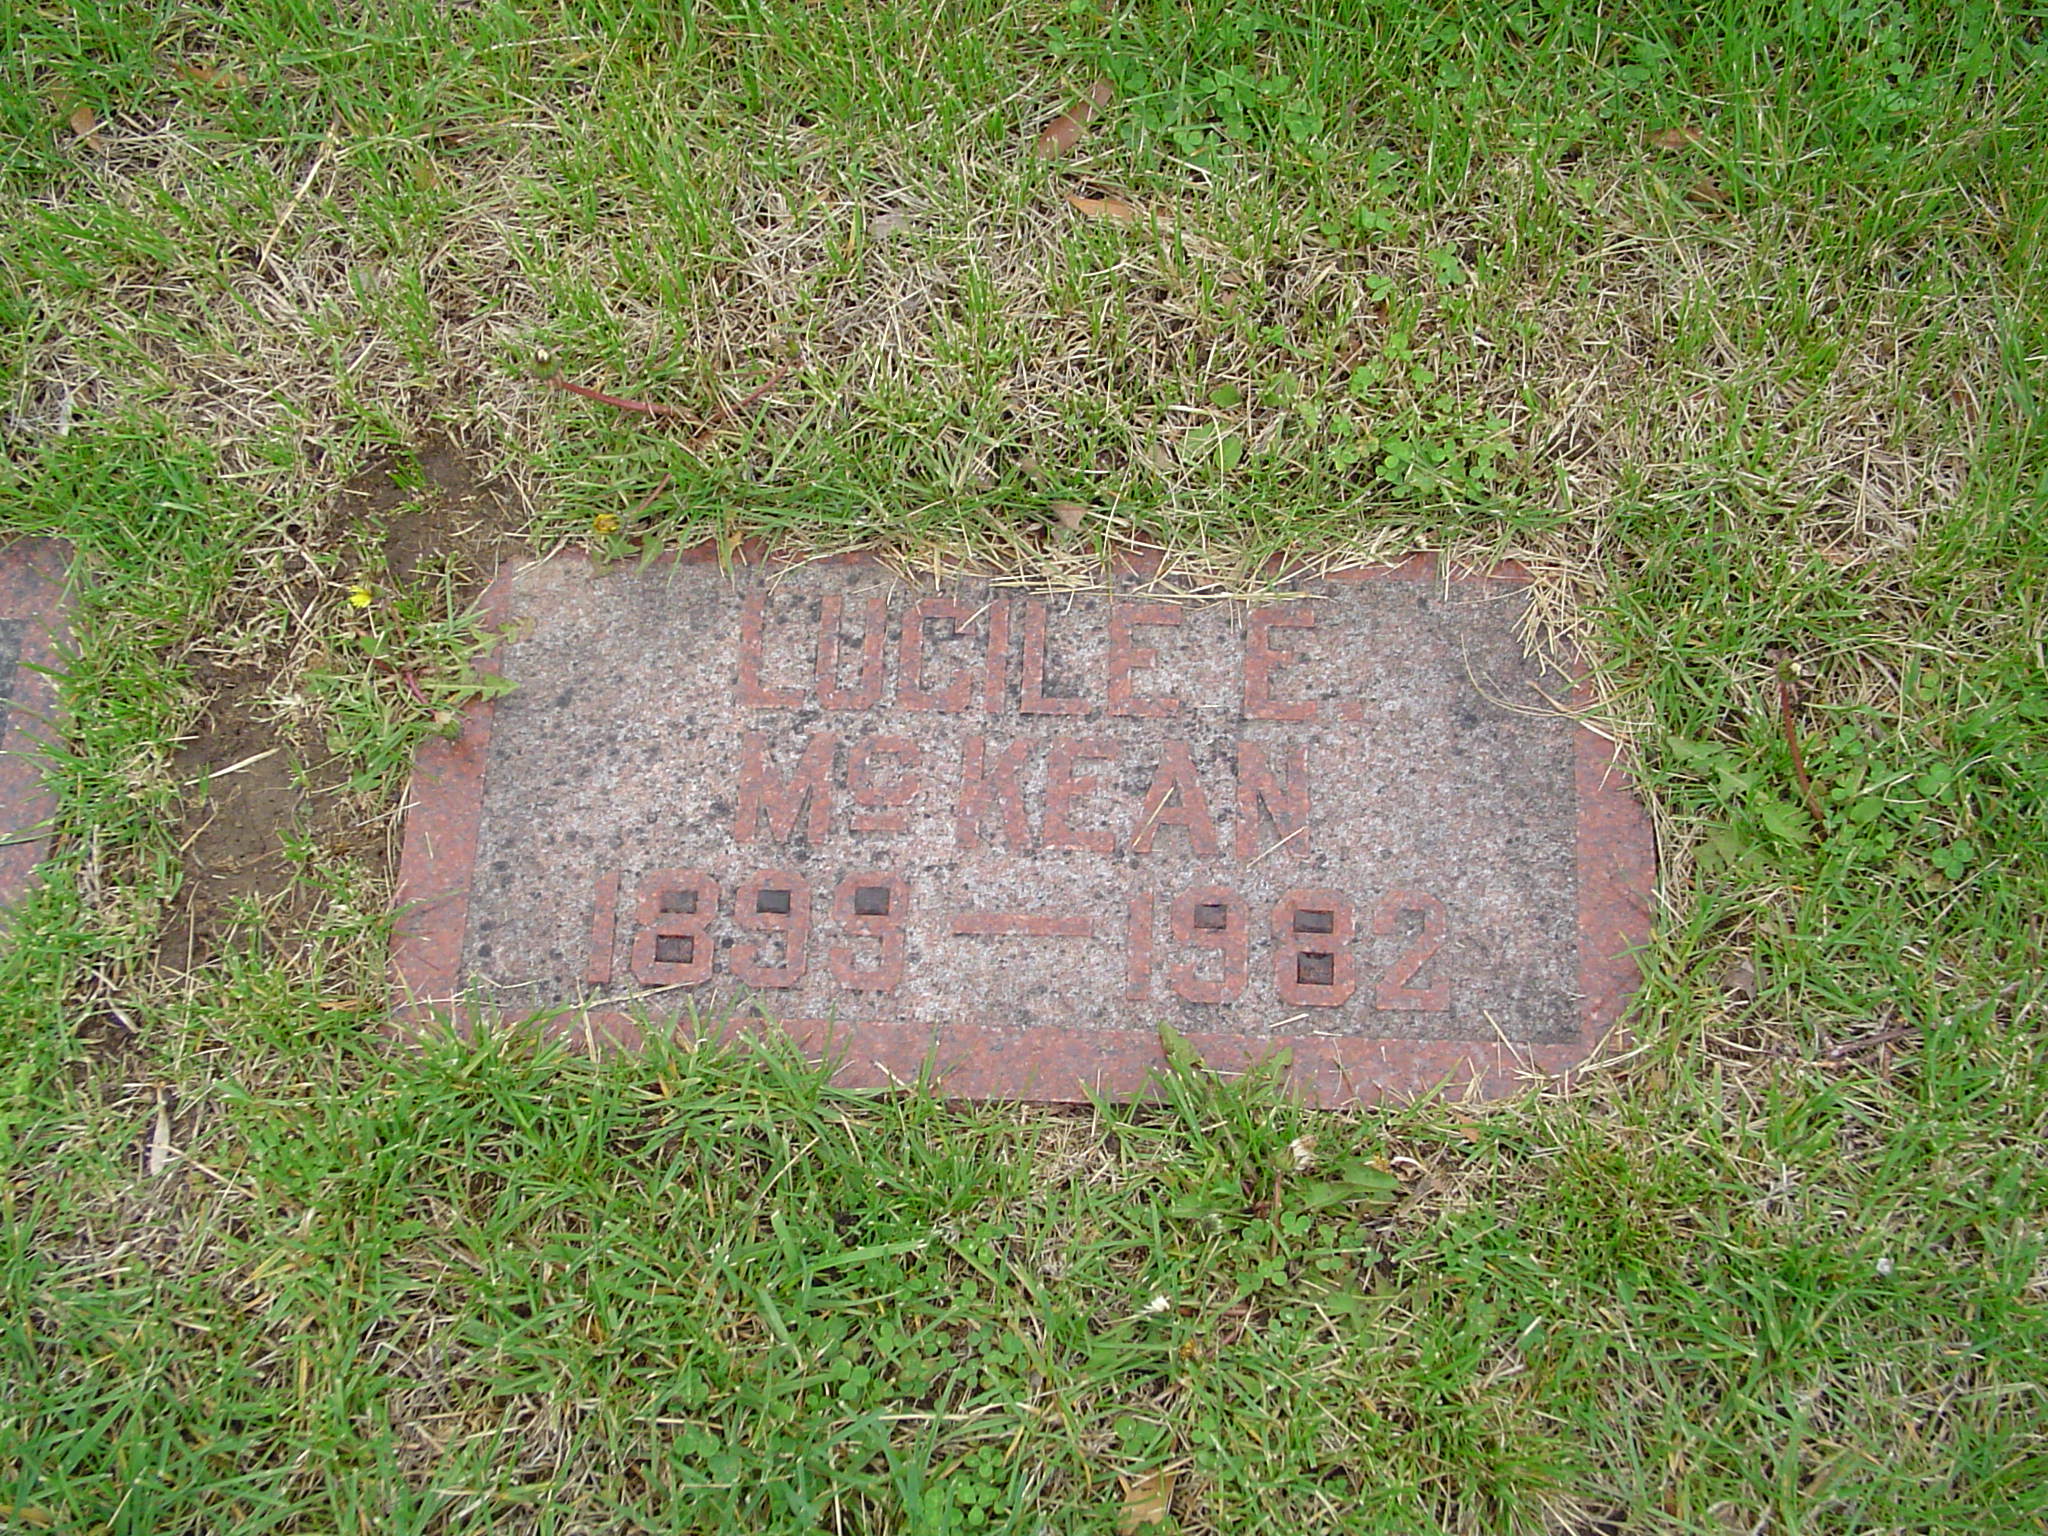 LUCILE E.
McKEAN
1899 — 1982